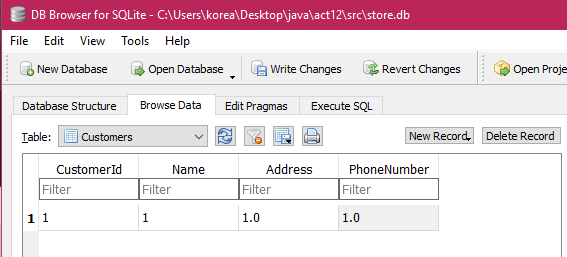 DB Browser for SQLite - C:\Users\korea\Desktop\java\act12\src\store.db
File Edit View Tools Help
New Database Open Database Write Changes Revert Changes Open Proje
Database Structure Browse Data Edit Pragmas Execute SQL
Table: Customers New Record Delete Record
CustomerId Name Address PhoneNumber
Filter Filter Filter Filter
1 1 1 1.0 1.0